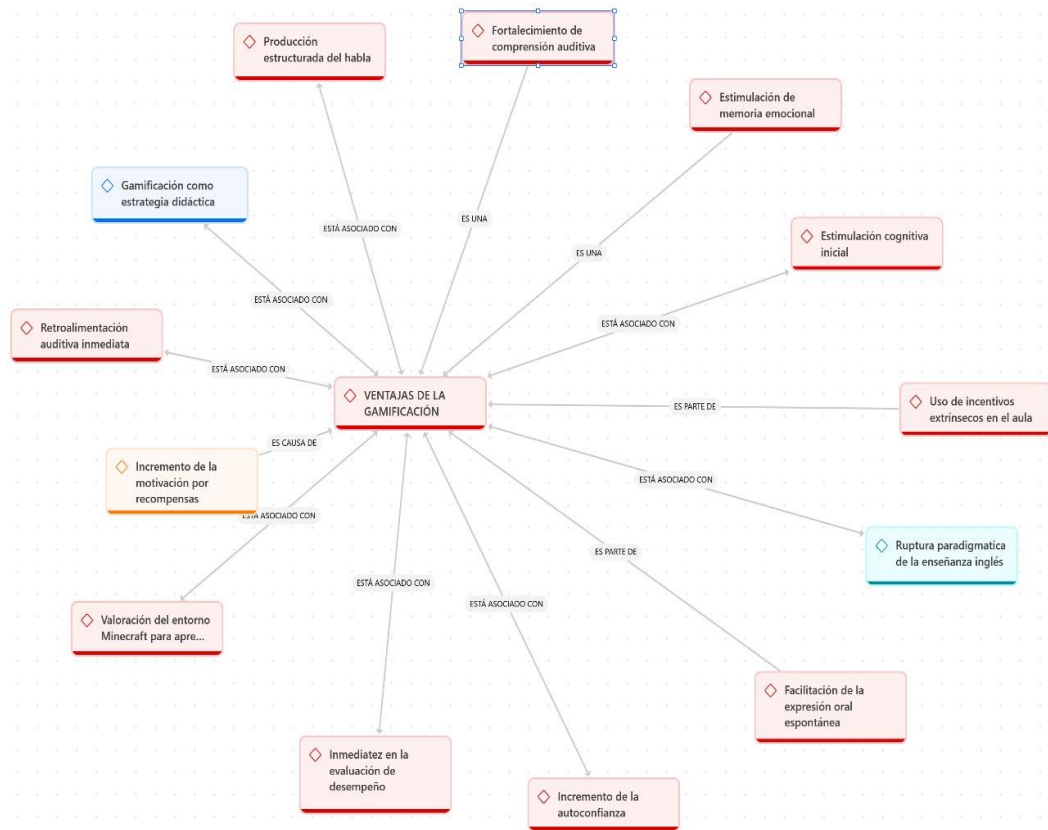 Fortalecimiento de
comprensión auditiva
Producción
estructurada del habla
Estimulación de
memoria emocional
Gamificación como
estrategia didáctica
ES UNA
ESTÁ ASOCIADO CON
Estimulación cognitiva
inicial
ES UNA
ESTÁ ASOCIADO CON
Retroalimentación
auditiva inmediata
ESTÁ ASOCIADO CON
ESTÁ ASOCIADO CON
VENTAJAS DE LA
GAMIFICACIÓN
Uso de incentivos
extrínsecos en el aula
ES PARTE DE
ES CAUSA DE
Incremento de la
motivación por
recompensas
ESTÁ ASOCIADO CON
ESTÁ ASOCIADO CON
Ruptura paradigmatica
de la enseñanza inglés
ES PARTE DE
ESTÁ ASOCIADO CON
ESTÁ ASOCIADO CON
Valoración del entorno
Minecraft para apre...
Facilitación de la
expresión oral
espontánea
Inmediatez en la
evaluación de
desempeño
Incremento de la
autoconfianza